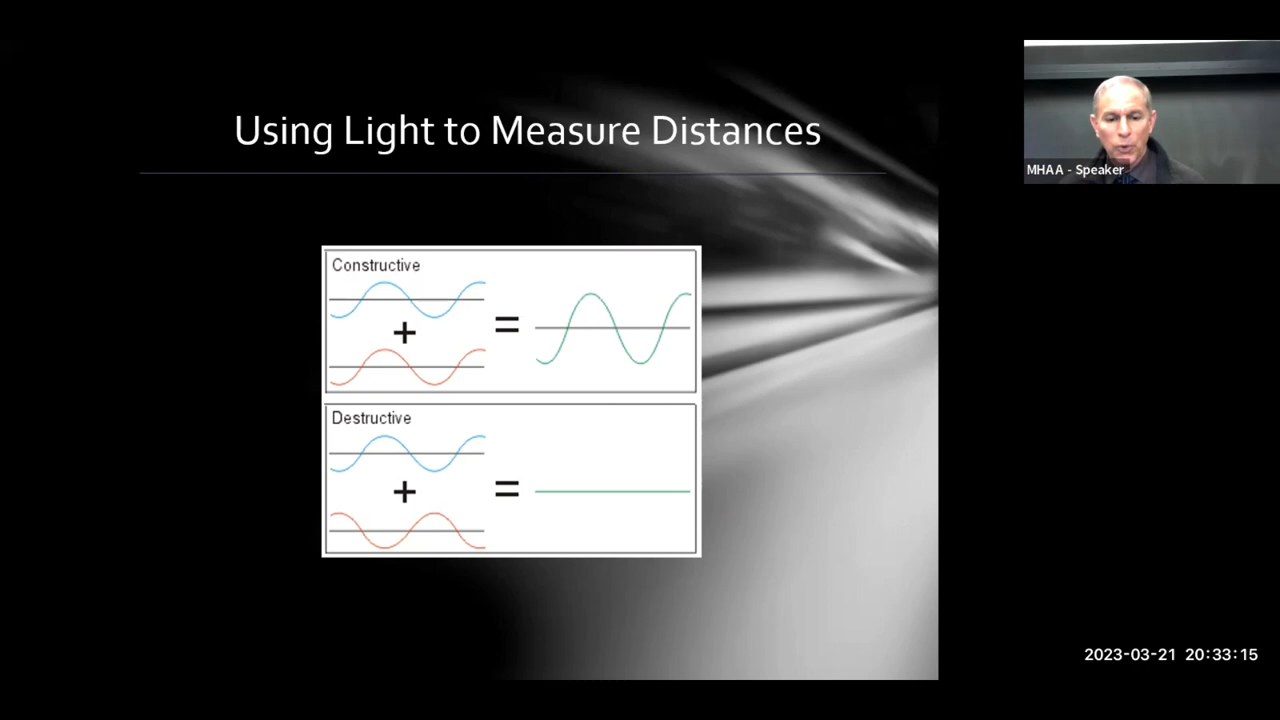 Using Light to Measure Distances
MHAA - Speaker
Constructive
+
=
Destructive
+
=
2023-03-21 20:33:15